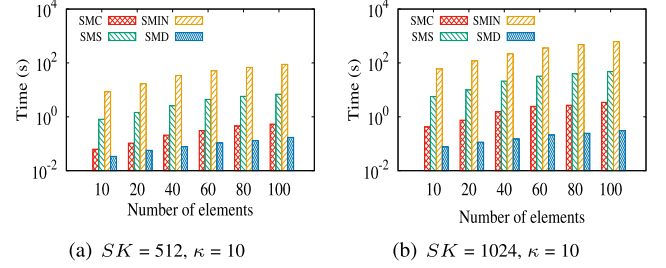 SMC SMIN
SMS SMD
Time (s)
10^4
10^2
10^0
10^-2
10 20 40 60 80 100
Number of elements
(a) SK = 512, κ = 10
SMC SMIN
SMS SMD
Time (s)
10^4
10^2
10^0
10^-2
10 20 40 60 80 100
Number of elements
(b) SK = 1024, κ = 10